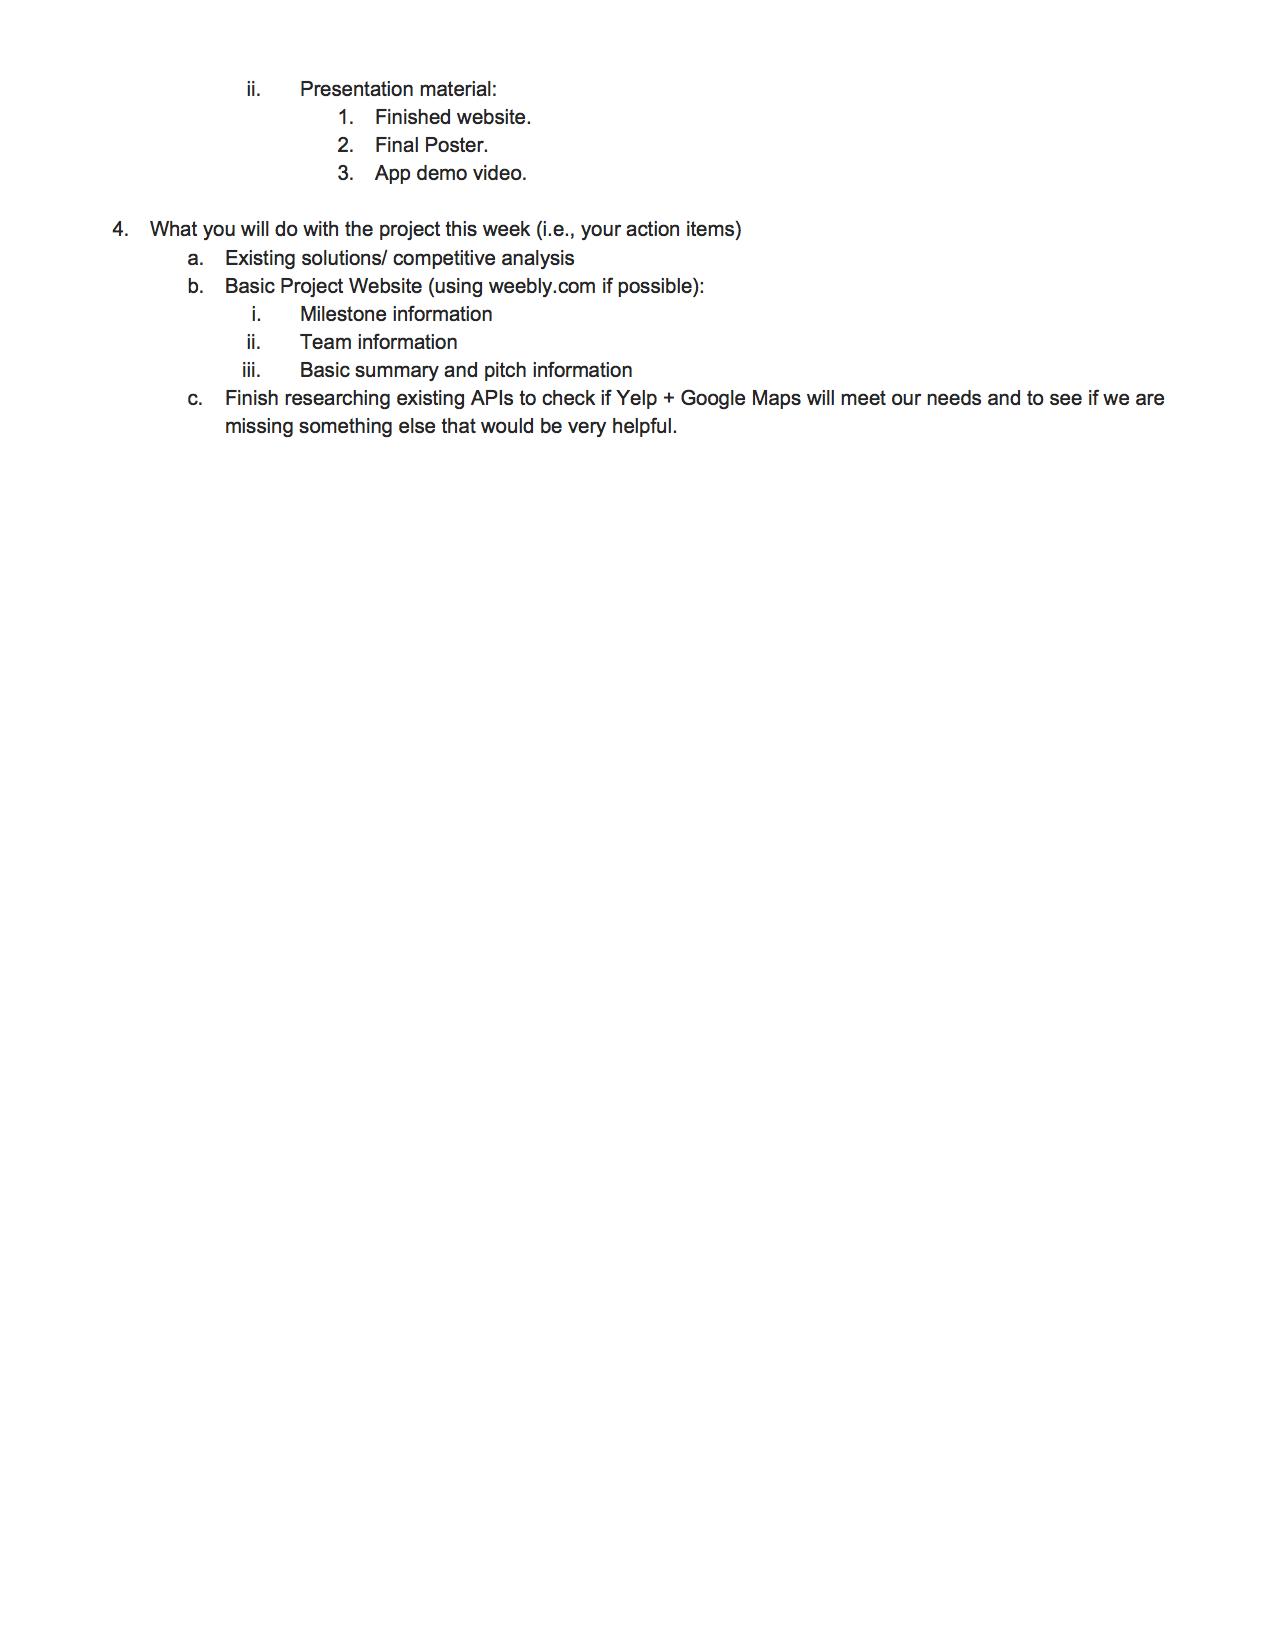 ii. Presentation material:
1. Finished website.
2. Final Poster.
3. App demo video.
4. What you will do with the project this week (i.e., your action items)
a. Existing solutions/ competitive analysis
b. Basic Project Website (using weebly.com if possible):
i. Milestone information
ii. Team information
iii. Basic summary and pitch information
c. Finish researching existing APIs to check if Yelp + Google Maps will meet our needs and to see if we are
missing something else that would be very helpful.